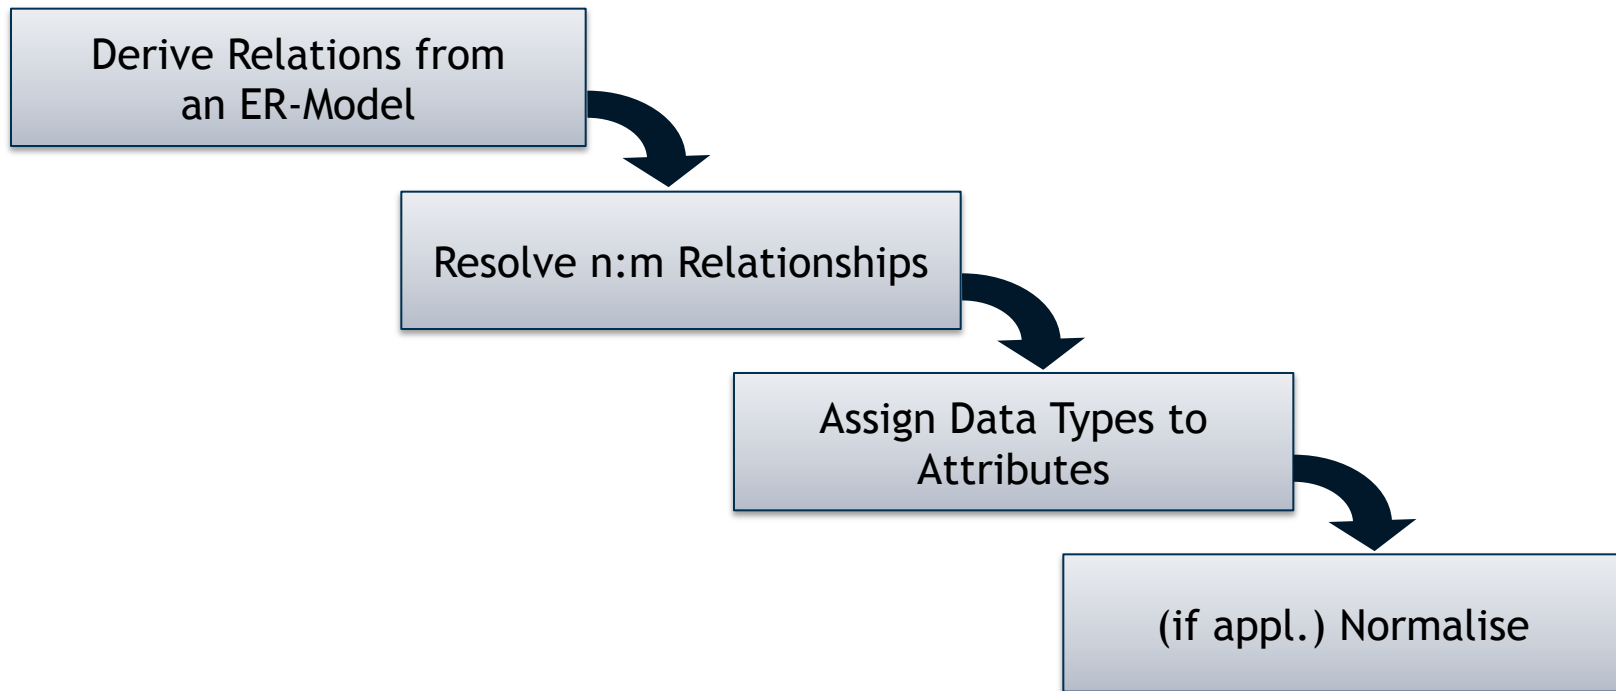 Derive Relations from
an ER-Model
Resolve n:m Relationships
Assign Data Types to
Attributes
(if appl.) Normalise